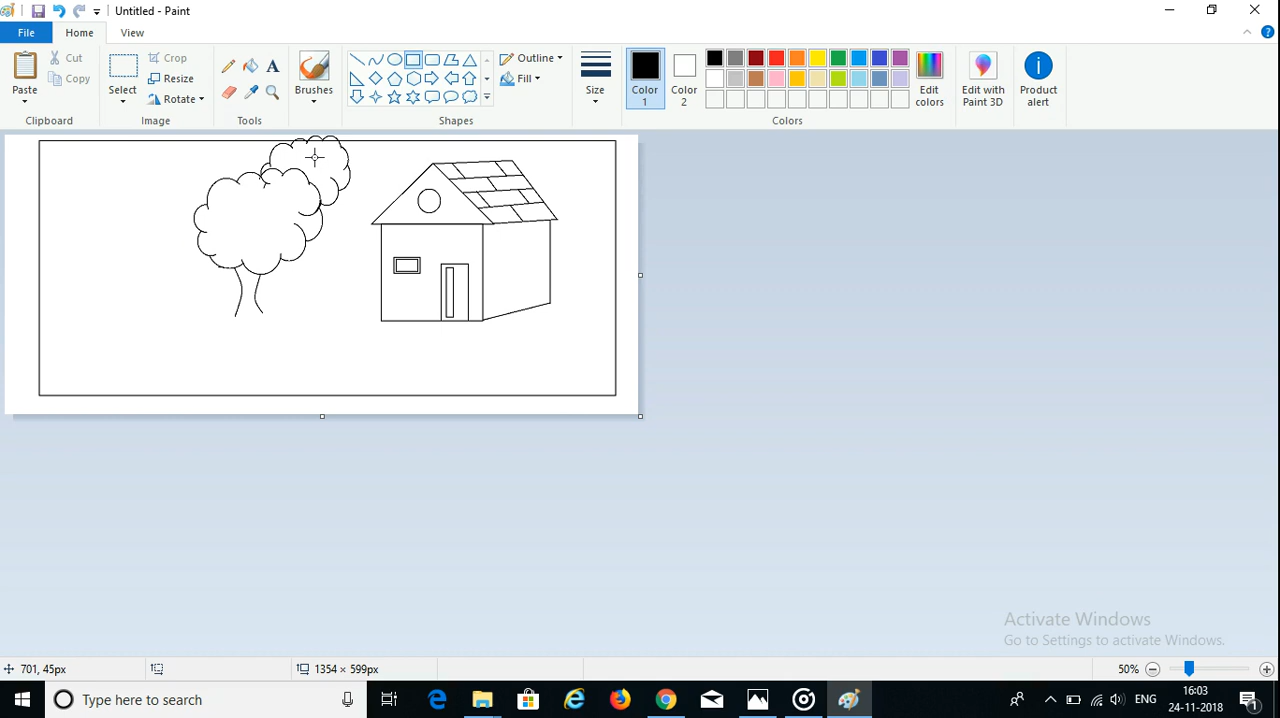 Untitled - Paint
File Home View
Paste
Cut
Copy
Clipboard
Select
Crop
Resize
Rotate
Image
A
Tools
Brushes
Outline
Fill
Shapes
Size
Color 1
Color 2
Edit colors
Colors
Edit with Paint 3D
Product alert
Activate Windows
Go to Settings to activate Windows.
701, 45px 1354 × 599px 50%
Type here to search
ENG 16:03
24-11-2018
1